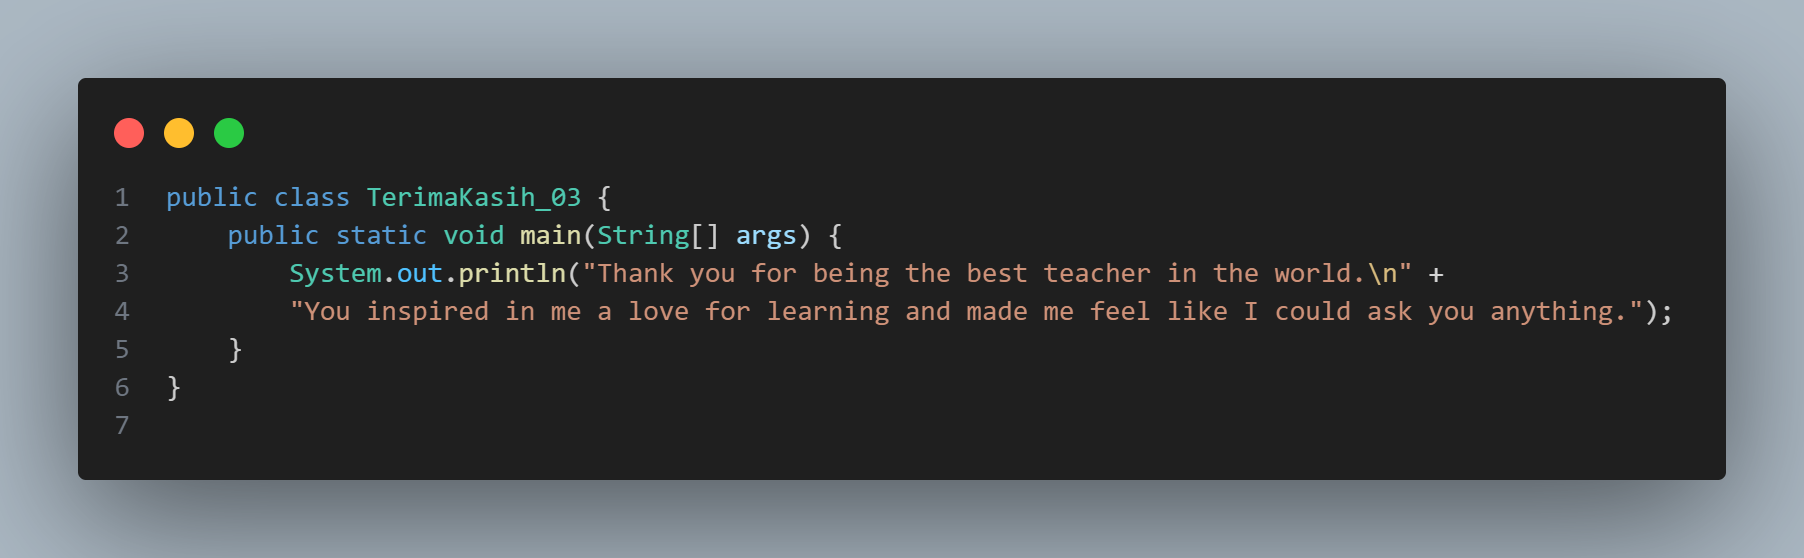 1 public class TerimaKasih_03 {
2     public static void main(String[] args) {
3         System.out.println("Thank you for being the best teacher in the world.\n" +
4         "You inspired in me a love for learning and made me feel like I could ask you anything.");
5     }
6 }
7